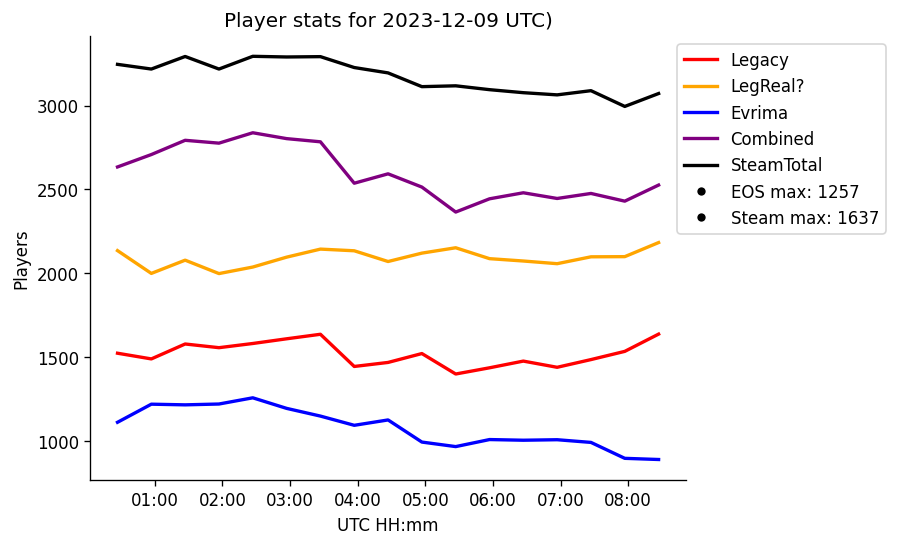 Player stats for 2023-12-09 UTC)
Legacy
LegReal?
Evrima
Combined
SteamTotal
EOS max: 1257
Steam max: 1637
Players
3000
2500
2000
1500
1000
01:00 02:00 03:00 04:00 05:00 06:00 07:00 08:00
UTC HH:mm